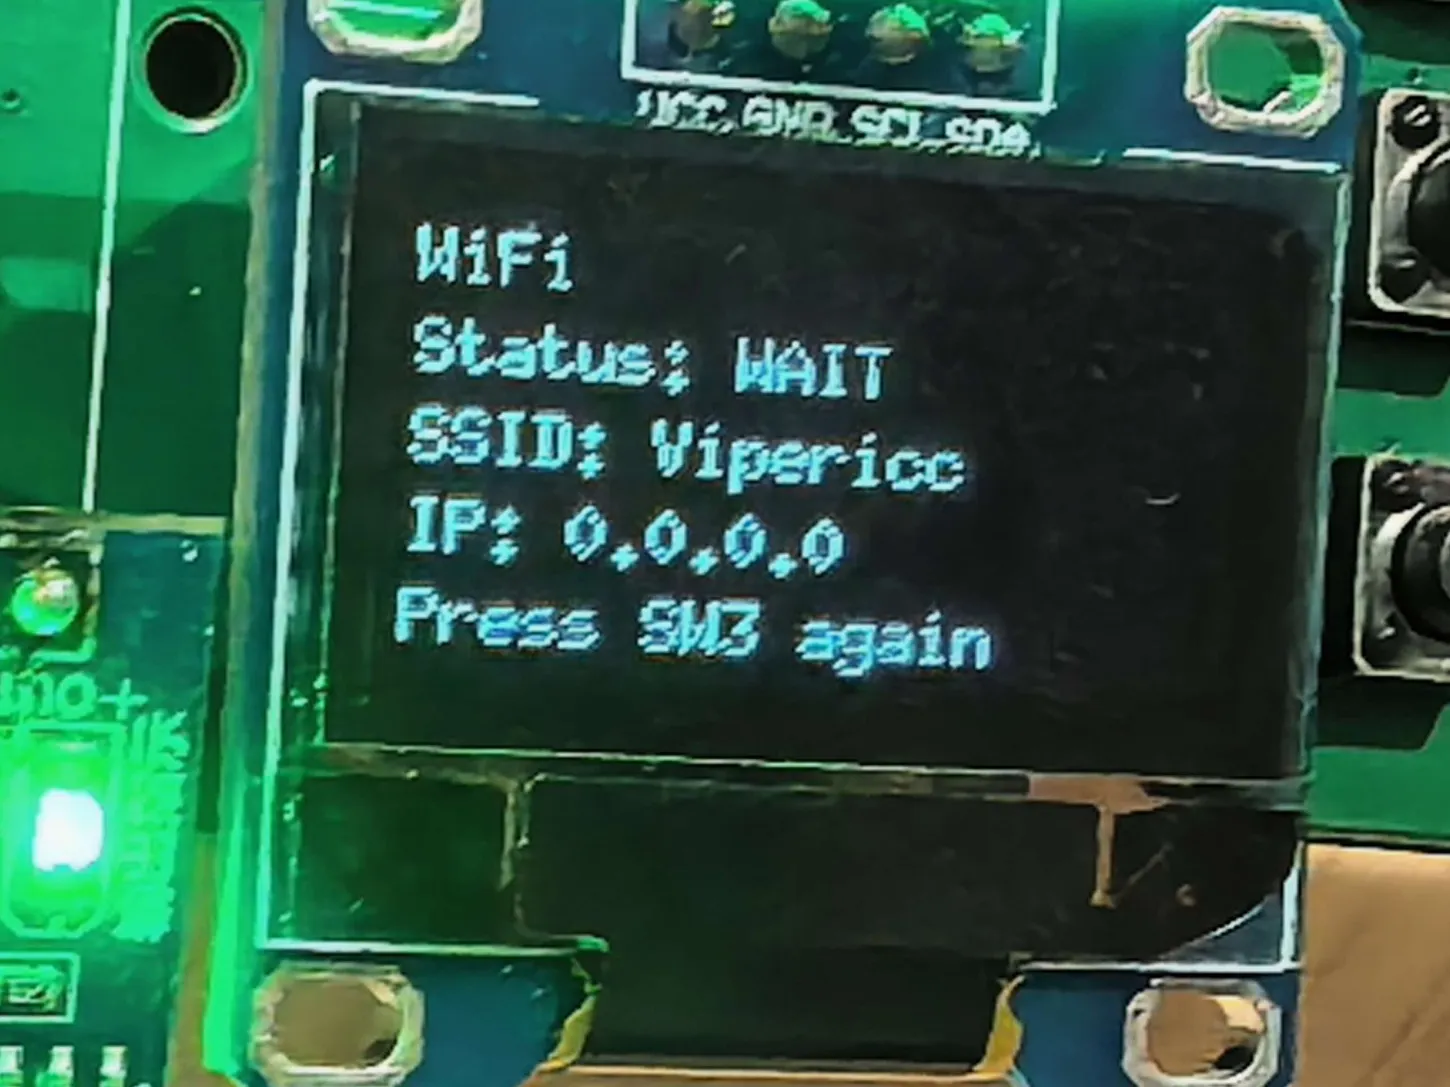 VCC GND SCL SDA
WiFi
Status: WAIT
SSID: Vipericc
IP: 0.0.0.0
Press SW3 again